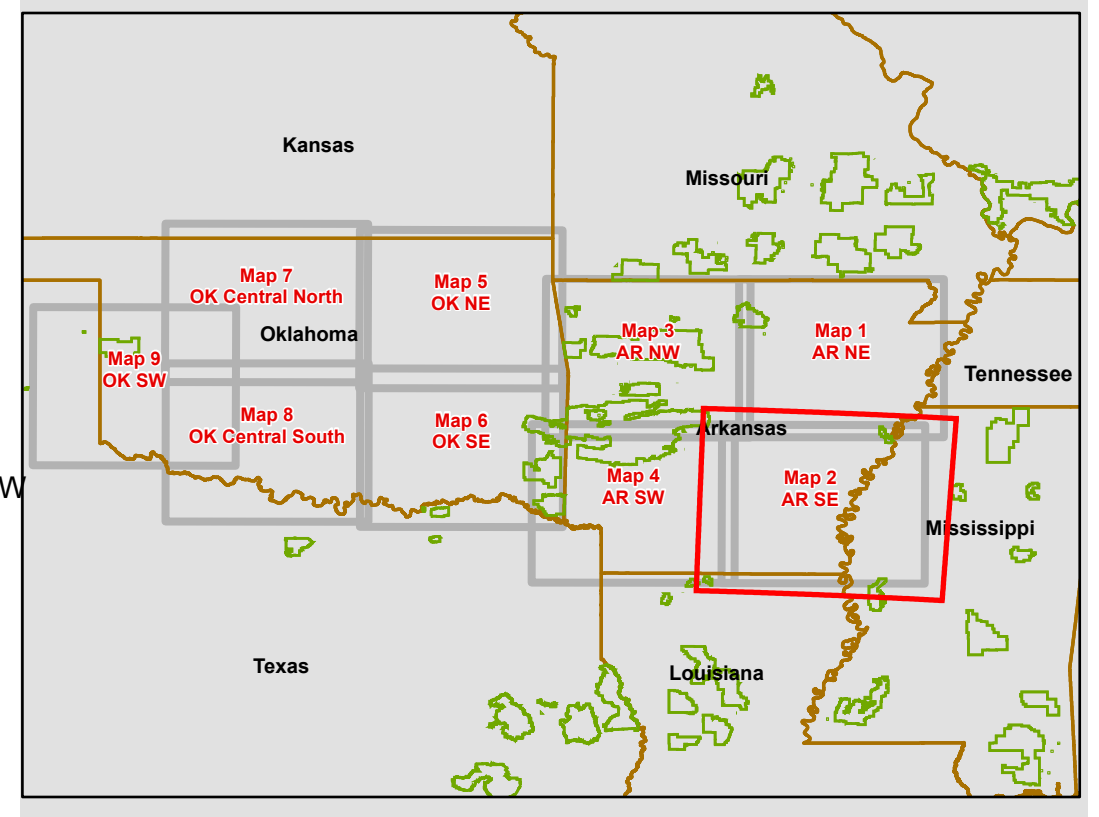 Kansas
Missouri
Map 7
OK Central North
Map 5
OK NE
Oklahoma
Map 3
AR NW
Map 1
AR NE
Map 9
OK SW
Tennessee
Map 8
OK Central South
Map 6
OK SE
Arkansas
Map 4
AR SW
Map 2
AR SE
W
Mississippi
Texas
Louisiana